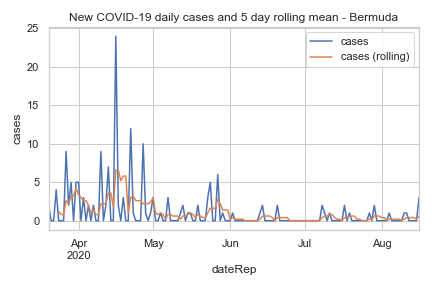 New COVID-19 daily cases and 5 day rolling mean - Bermuda
cases
cases (rolling)
25
20
15
10
5
0
cases
Apr
2020
May
Jun
Jul
Aug
dateRep